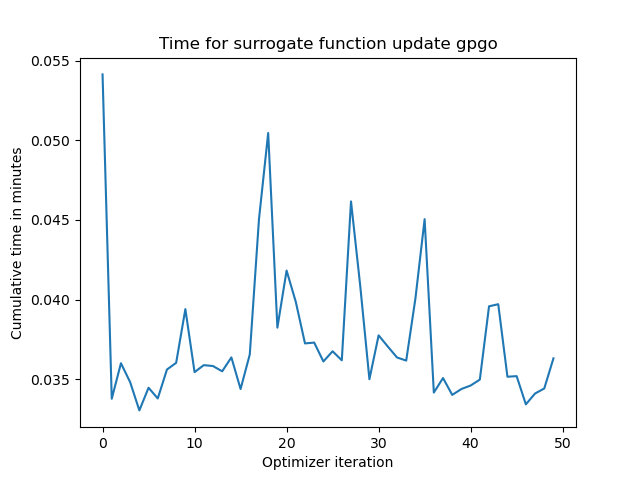 Time for surrogate function update gpgo
Cumulative time in minutes
0.055
0.050
0.045
0.040
0.035
0 10 20 30 40 50
Optimizer iteration